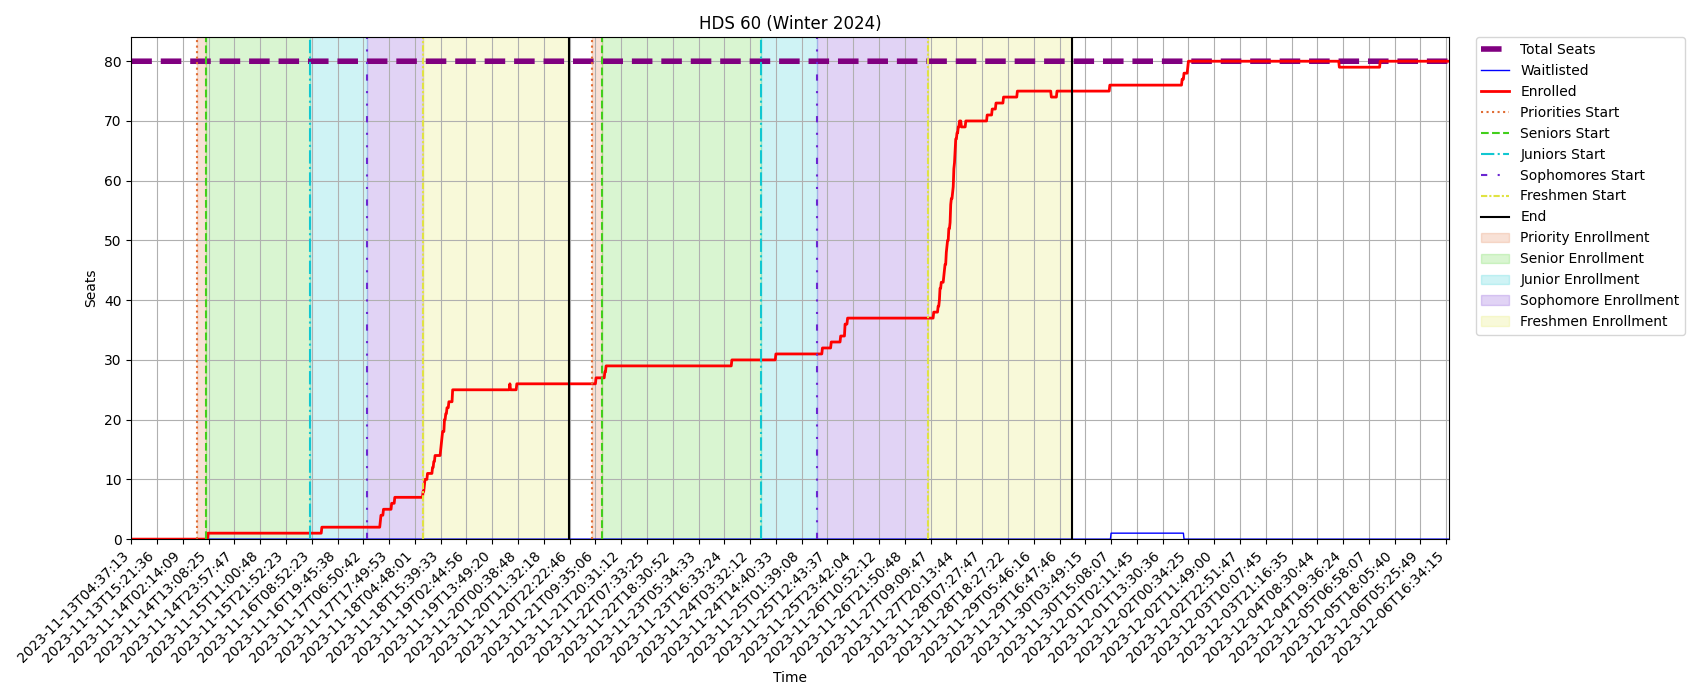 HDS 60 (Winter 2024)
Seats
80
70
60
50
40
30
20
10
0
2023-11-13T04:37:13
2023-11-13T15:21:36
2023-11-14T02:14:09
2023-11-14T13:08:25
2023-11-14T23:57:47
2023-11-15T11:00:48
2023-11-15T21:52:23
2023-11-16T08:52:23
2023-11-16T19:45:38
2023-11-17T06:50:42
2023-11-17T17:49:53
2023-11-18T04:48:01
2023-11-18T15:39:33
2023-11-19T02:44:56
2023-11-19T13:49:20
2023-11-20T00:38:48
2023-11-20T11:32:18
2023-11-20T22:22:46
2023-11-21T09:35:06
2023-11-21T20:31:12
2023-11-22T07:33:25
2023-11-22T18:30:52
2023-11-23T05:34:33
2023-11-23T16:33:24
2023-11-24T03:32:12
2023-11-24T14:40:33
2023-11-25T01:39:08
2023-11-25T12:43:37
2023-11-25T23:42:04
2023-11-26T10:52:12
2023-11-26T21:50:48
2023-11-27T09:09:47
2023-11-27T20:13:44
2023-11-28T07:27:47
2023-11-28T18:27:22
2023-11-29T05:46:16
2023-11-29T16:47:46
2023-11-30T03:49:15
2023-11-30T15:08:07
2023-12-01T02:11:45
2023-12-01T13:30:36
2023-12-02T00:34:25
2023-12-02T11:49:00
2023-12-02T22:51:47
2023-12-03T10:07:45
2023-12-03T21:16:35
2023-12-04T08:30:44
2023-12-04T19:36:24
2023-12-05T06:58:07
2023-12-05T18:05:40
2023-12-06T05:25:49
2023-12-06T16:34:15
Time
Total Seats
Waitlisted
Enrolled
Priorities Start
Seniors Start
Juniors Start
Sophomores Start
Freshmen Start
End
Priority Enrollment
Senior Enrollment
Junior Enrollment
Sophomore Enrollment
Freshmen Enrollment